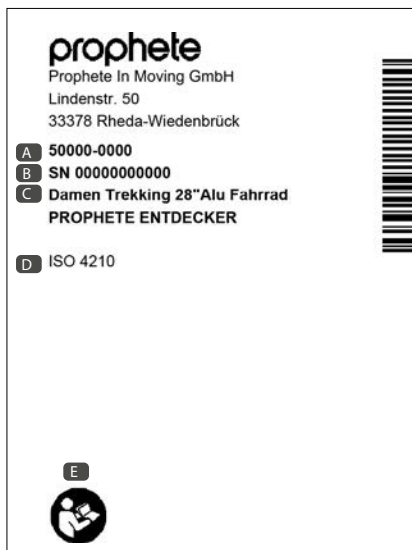 prophete
Prophete In Moving GmbH
Lindenstr. 50
33378 Rheda-Wiedenbrück
A 50000-0000
B SN 00000000000
C Damen Trekking 28"Alu Fahrrad
PROPHETE ENTDECKER
D ISO 4210
E